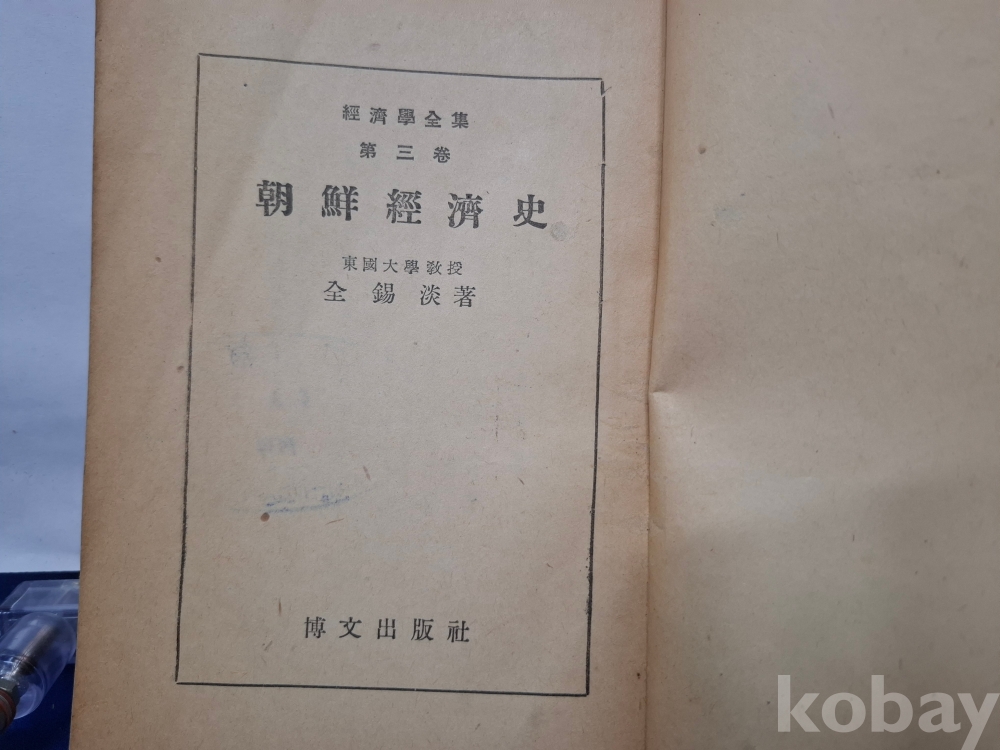 經濟學全集
第三卷
朝鮮經濟史
東國大學敎授
全錫淡著
博文出版社
kobay